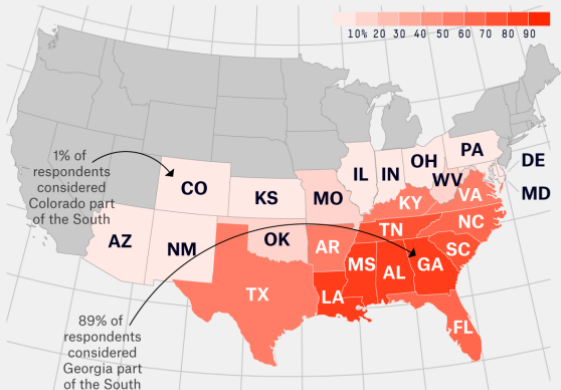 10% 20 30 40 50 60 70 80 90
1% of
respondents
considered
Colorado part
of the South
CO
KS
MO
IL
IN
OH
PA
WV
DE
MD
KY
VA
AZ
NM
OK
AR
TN
NC
SC
MS
AL
GA
TX
LA
FL
89% of
respondents
considered
Georgia part
of the South